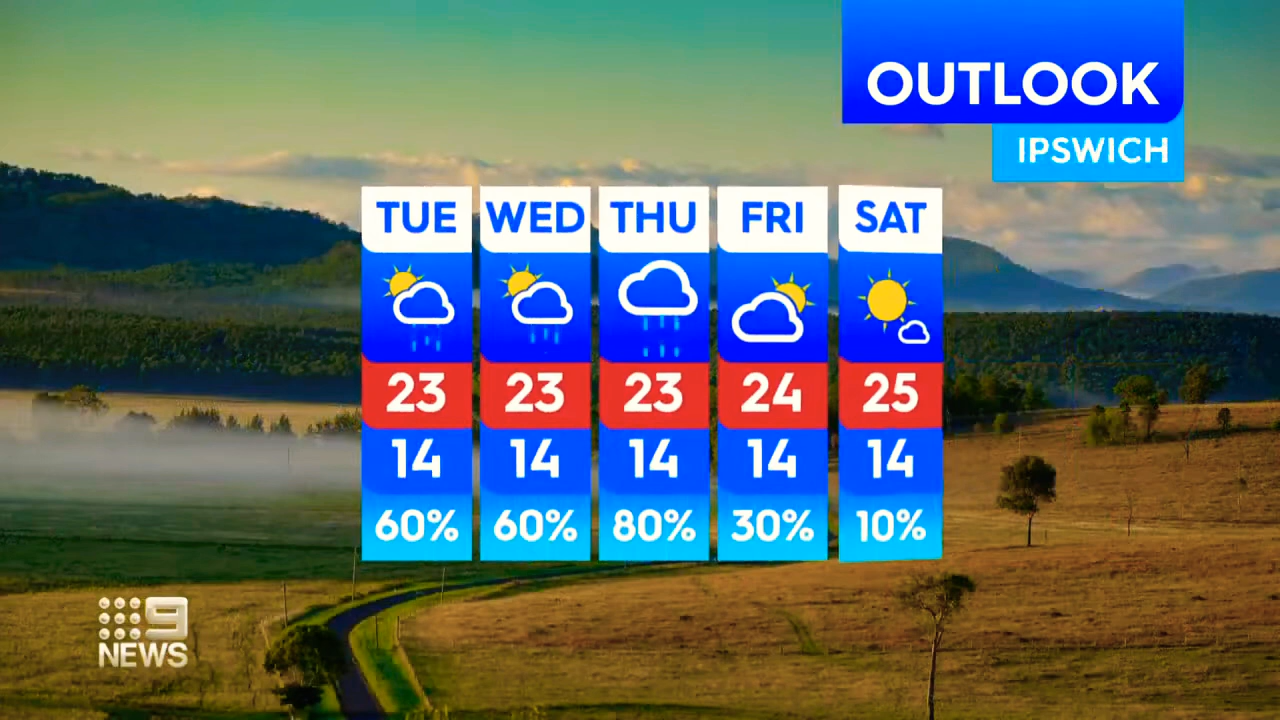 OUTLOOK
IPSWICH
TUE WED THU FRI SAT
23 23 23 24 25
14 14 14 14 14
60% 60% 80% 30% 10%
9
NEWS